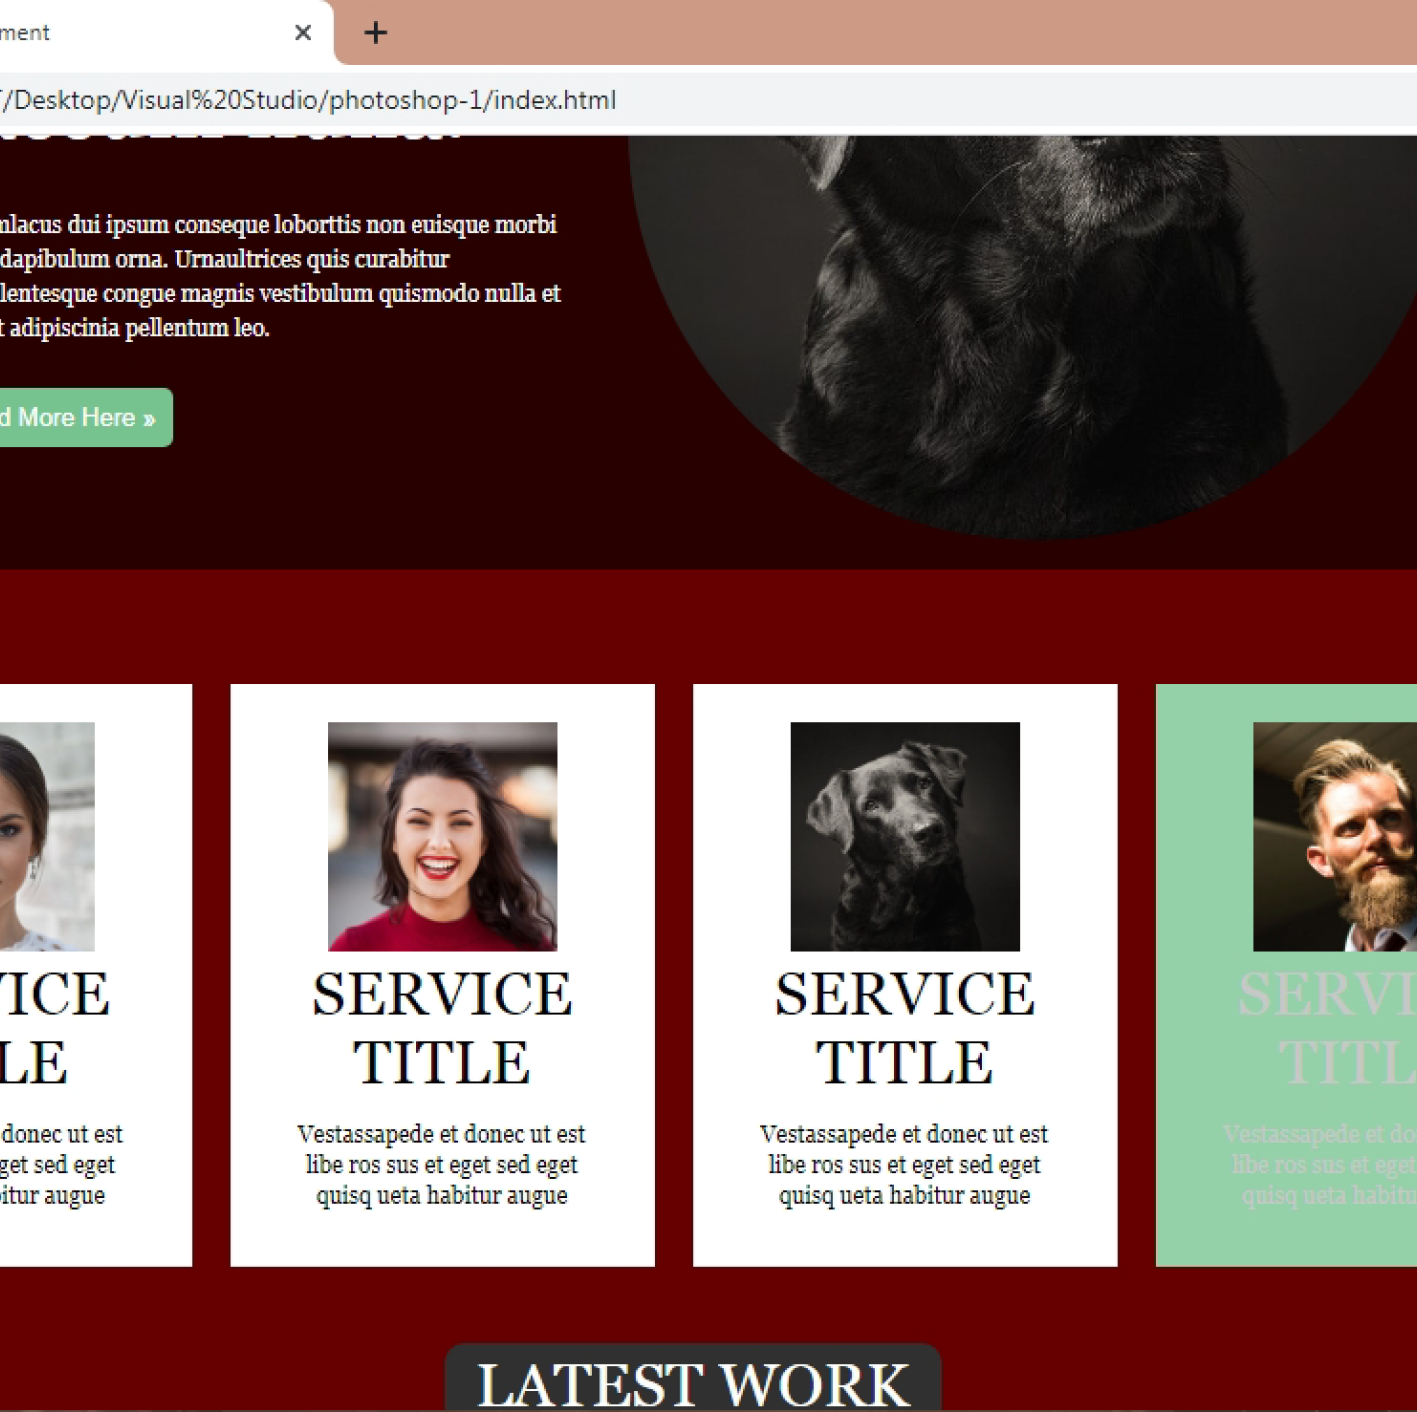 ment
/Desktop/Visual%20Studio/photoshop-1/index.html
mlacus dui ipsum conseque loborttis non euisque morbi
dapibulum orna. Urnaultrices quis curabitur
lentesque congue magnis vestibulum quismodo nulla et
t adipiscinia pellentum leo.
d More Here »
VICE
LE
donec ut est
get sed eget
bitur augue
SERVICE
TITLE
Vestassapede et donec ut est
libe ros sus et eget sed eget
quisq ueta habitur augue
SERVICE
TITLE
Vestassapede et donec ut est
libe ros sus et eget sed eget
quisq ueta habitur augue
SERVI
TITL
Vestassapede et do
libe ros sus et eget
quisq ueta habitu
LATEST WORK